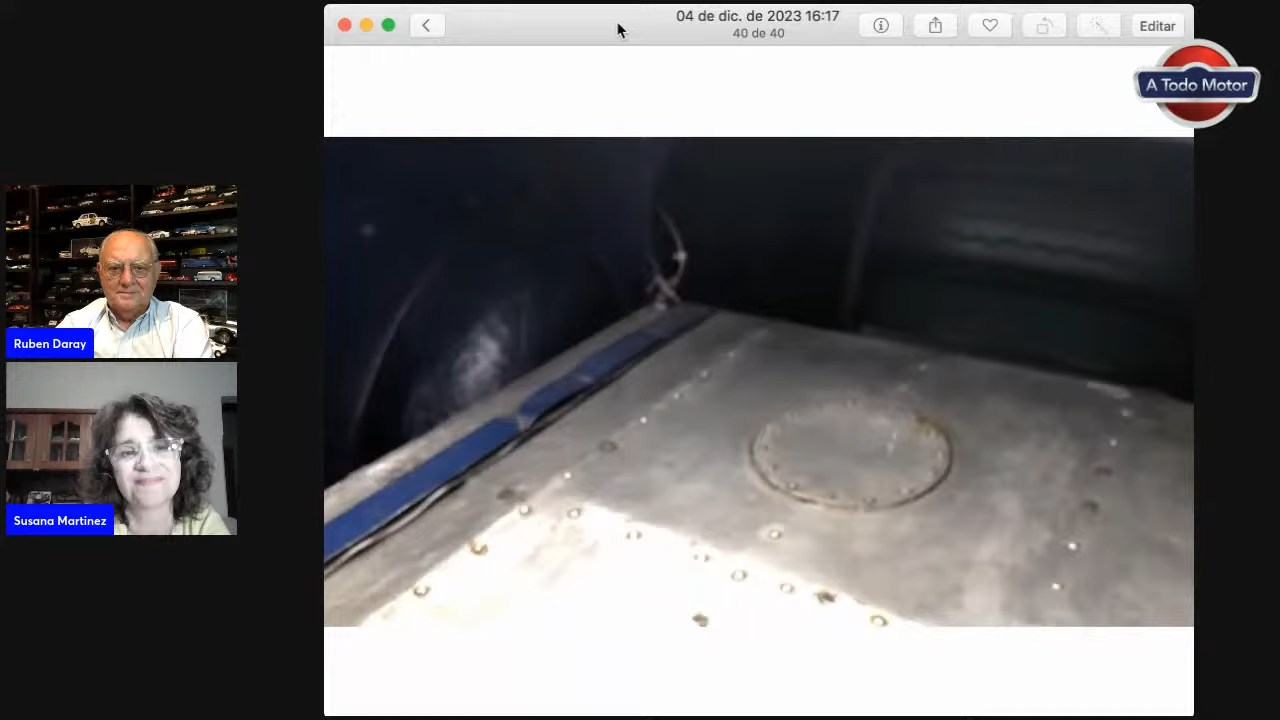 04 de dic. de 2023 16:17
40 de 40
Editar
A Todo Motor
Ruben Daray
Susana Martinez